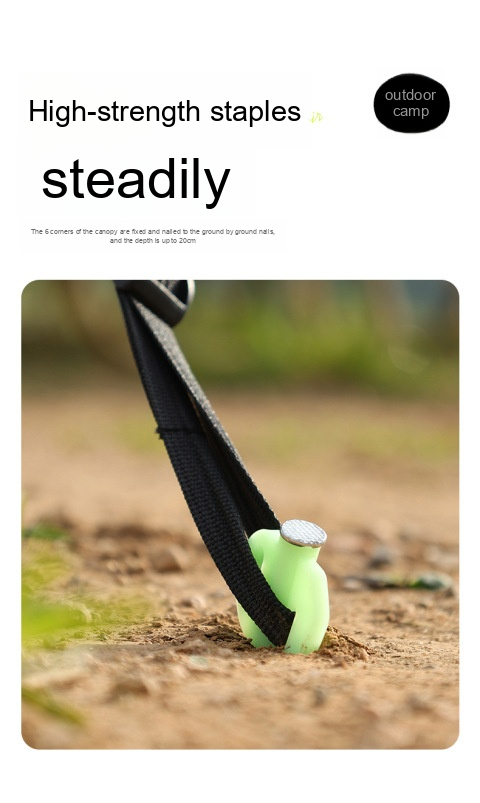 High-strength staples
outdoor
camp
steadily
The 6 corners of the canopy are fixed and nailed to the ground by ground nails,
and the depth is up to 20cm